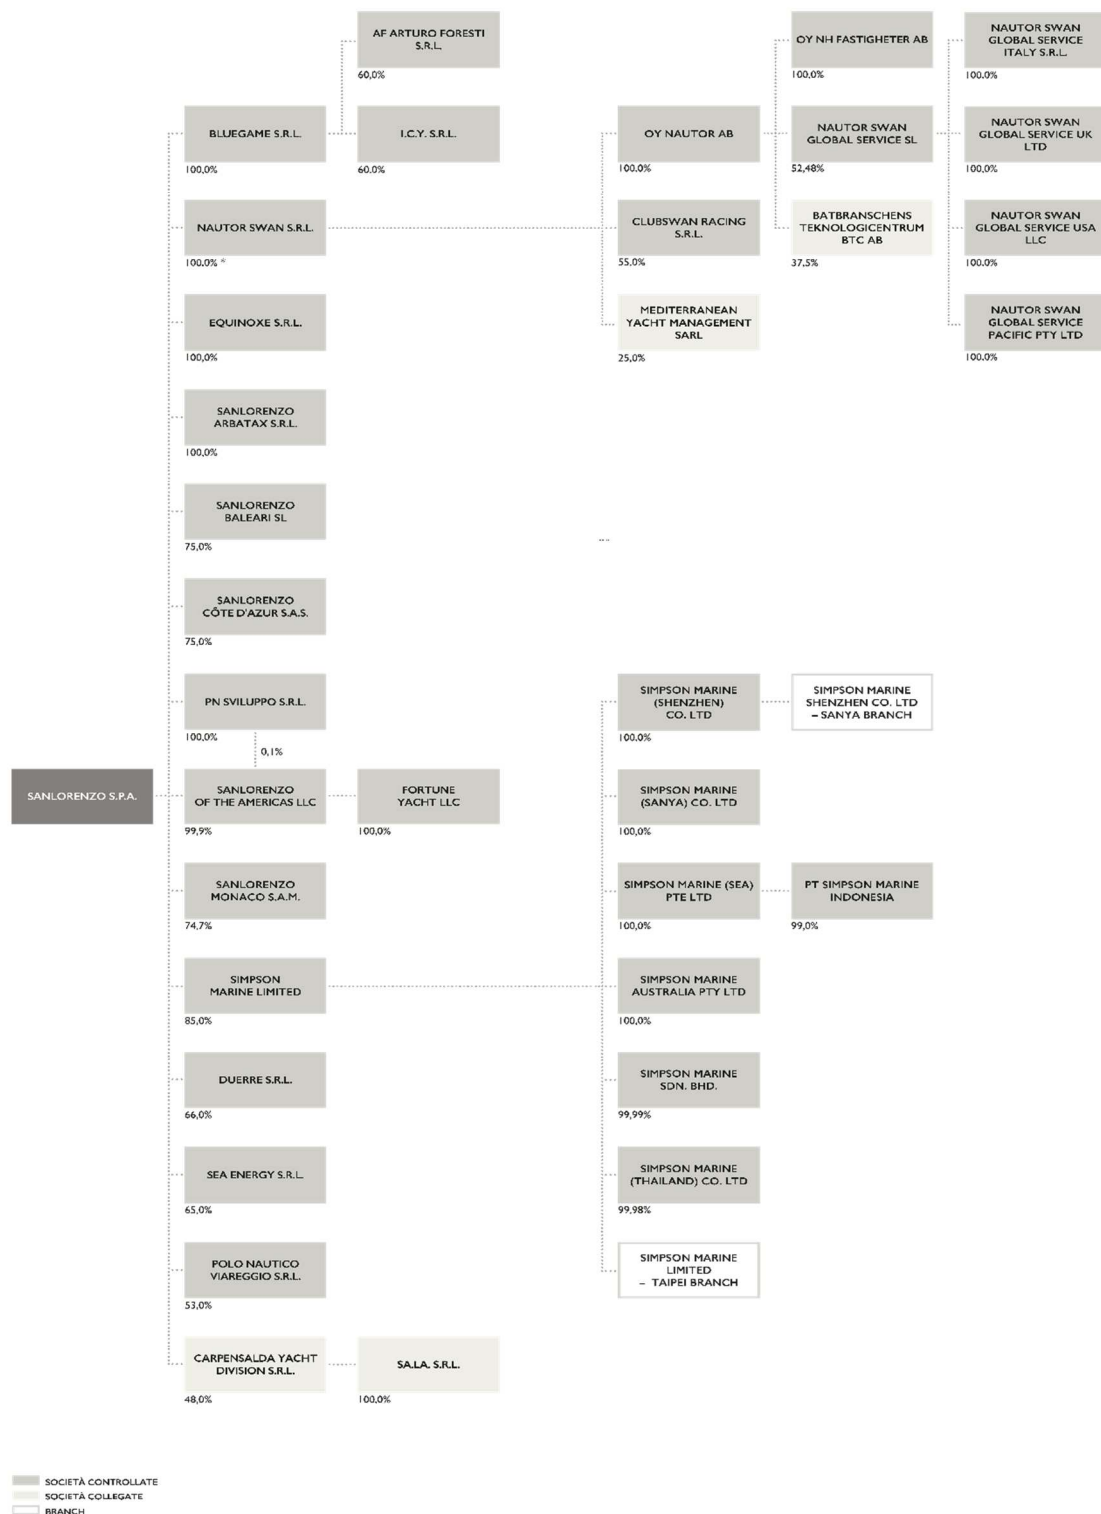 AF ARTURO FORESTI
S.R.L.
60,0%
OY NH FASTIGHETER AB
100,0%
NAUTOR SWAN
GLOBAL SERVICE
ITALY S.R.L.
100.0%
BLUEGAME S.R.L.
100,0%
I.C.Y. S.R.L.
60.0%
OY NAUTOR AB
100.0%
NAUTOR SWAN
GLOBAL SERVICE SL
52,48%
NAUTOR SWAN
GLOBAL SERVICE UK
LTD
100,0%
NAUTOR SWAN S.R.L.
100.0% *
CLUBSWAN RACING
S.R.L.
55,0%
BATBRANSCHENS
TEKNOLOGICENTRUM
BTC AB
37.5%
NAUTOR SWAN
GLOBAL SERVICE USA
LLC
100.0%
EQUINOXE S.R.L.
100,0%
MEDITERRANEAN
YACHT MANAGEMENT
SARL
25,0%
NAUTOR SWAN
GLOBAL SERVICE
PACIFIC PTY LTD
100.0%
SANLORENZO
ARBATAX S.R.L.
100,0%
SANLORENZO
BALEARI SL
75,0%
SANLORENZO
CÔTE D'AZUR S.A.S.
75,0%
PN SVILUPPO S.R.L.
100,0%
0,1%
SIMPSON MARINE
(SHENZHEN)
CO. LTD
100.0%
SIMPSON MARINE
SHENZHEN CO. LTD
– SANYA BRANCH
SANLORENZO S.P.A.
SANLORENZO
OF THE AMERICAS LLC
99,9%
FORTUNE
YACHT LLC
100,0%
SIMPSON MARINE
(SANYA) CO. LTD
100,0%
SANLORENZO
MONACO S.A.M.
74,7%
SIMPSON MARINE (SEA)
PTE LTD
100,0%
PT SIMPSON MARINE
INDONESIA
99,0%
SIMPSON
MARINE LIMITED
85,0%
SIMPSON MARINE
AUSTRALIA PTY LTD
100,0%
DUERRE S.R.L.
66,0%
SIMPSON MARINE
SDN. BHD.
99,99%
SEA ENERGY S.R.L.
65,0%
SIMPSON MARINE
(THAILAND) CO. LTD
99,98%
POLO NAUTICO
VIAREGGIO S.R.L.
53,0%
SIMPSON MARINE
LIMITED
– TAIPEI BRANCH
CARPENSALDA YACHT
DIVISION S.R.L.
48,0%
SA.LA. S.R.L.
100,0%
SOCIETÀ CONTROLLATE
SOCIETÀ COLLEGATE
BRANCH